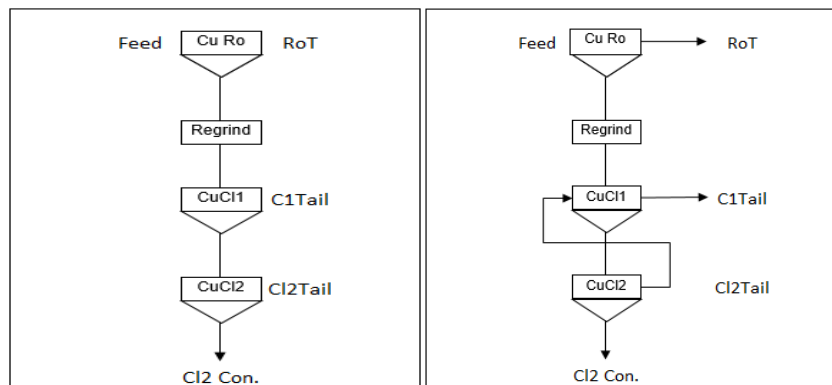 Feed Cu Ro RoT
Regrind
CuCl1 C1Tail
CuCl2 Cl2Tail
Cl2 Con.
Feed Cu Ro RoT
Regrind
CuCl1 C1Tail
CuCl2 Cl2Tail
Cl2 Con.